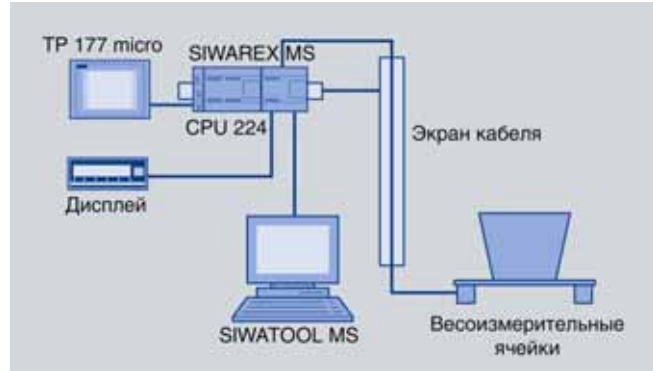 TP 177 micro
SIWAREX MS
CPU 224
Экран кабеля
Дисплей
SIWATOOL MS
Весоизмерительные
ячейки